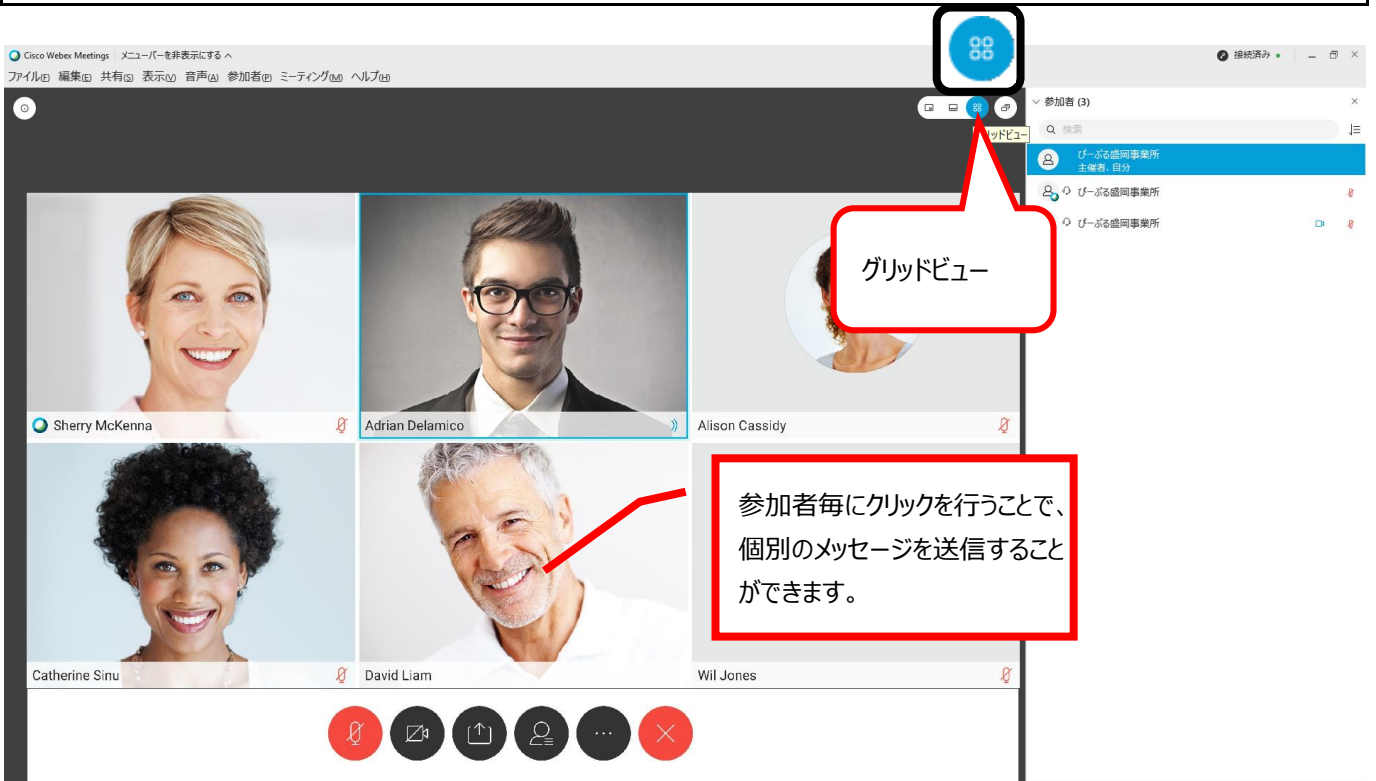 Cisco Webex Meetings メニューバーを非表示にする
接続済み
ファイル(F) 編集(E) 共有(S) 表示(V) 音声(A) 参加者(P) ミーティング(M) ヘルプ(H)
参加者 (3)
検索
ッドビュー
ぴーぷる盛岡事業所
主催者, 自分
ぴーぷる盛岡事業所
ぴーぷる盛岡事業所
グリッドビュー
Sherry McKenna
Adrian Delamico
Alison Cassidy
参加者毎にクリックを行うことで、
個別のメッセージを送信すること
ができます。
Catherine Sinu
David Liam
Wil Jones